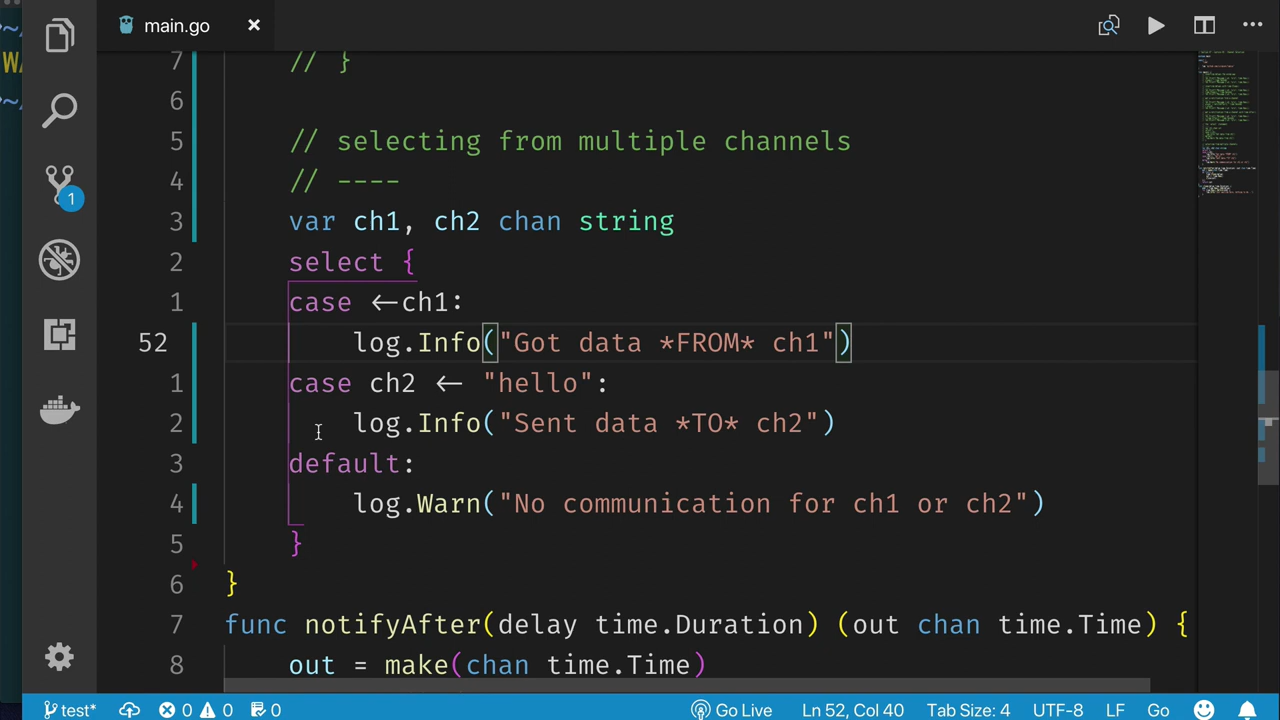 main.go
7 // }
6
5 // selecting from multiple channels
4 // ----
3 var ch1, ch2 chan string
2 select {
1 case <-ch1:
52 log.Info("Got data *FROM* ch1")
1 case ch2 <- "hello":
2 log.Info("Sent data *TO* ch2")
3 default:
4 log.Warn("No communication for ch1 or ch2")
5 }
6 }
7 func notifyAfter(delay time.Duration) (out chan time.Time) {
8 out = make(chan time.Time)
1
test* 0 0 0 Go Live Ln 52, Col 40 Tab Size: 4 UTF-8 LF Go